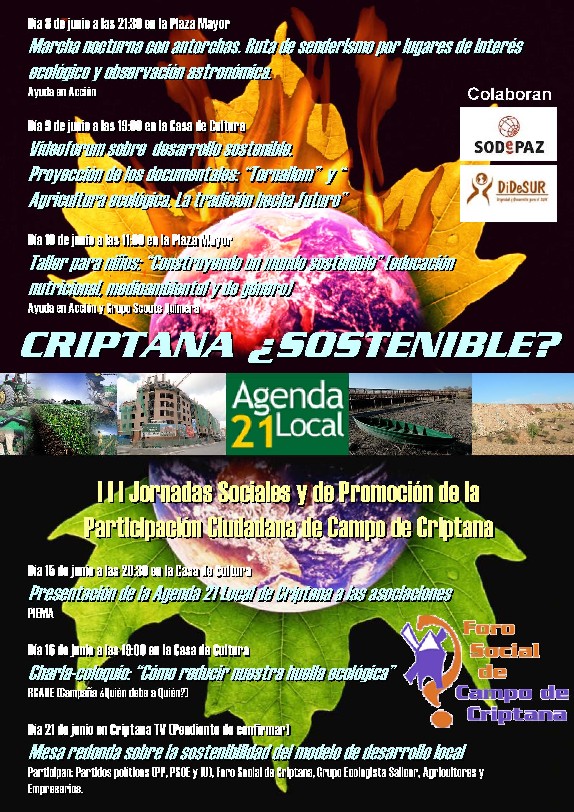 Día 8 de junio a las 21:30 en la Plaza Mayor
Marcha nocturna con antorchas. Ruta de senderismo por lugares de interés
ecológico y observación astronómica.
Ayuda en Acción
Colaboran
SODePAZ
DiDeSUR
Día 9 de junio a las 19:00 en la Casa de Cultura
Videoforum sobre desarrollo sostenible.
Proyección de los documentales: "Tornallom" y "
Agricultura ecológica, La tradición hecha futuro"
Día 10 de junio a las 11:00 en la Plaza Mayor
Taller para niños: "Construyendo un mundo sostenible" (educación
nutricional, medioambiental y de género)
Ayuda en Acción y Grupo Scouts Quimera
CRIPTANA ¿SOSTENIBLE?
Agenda
21 Local
III Jornadas Sociales y de Promoción de la
Participación Ciudadana de Campo de Criptana
Día 15 de junio a las 20:30 en la Casa de Cultura
Presentación de la Agenda 21 Local de Criptana a las asociaciones
PIEMA
Día 16 de junio a las 19:00 en la Casa de Cultura
Charla-coloquio: "Cómo reducir nuestra huella ecológica"
RCADE (Campaña ¿Quién debe a Quién?)
Foro
Social
de
Campo de
Criptana
Día 21 de junio en Criptana TV (Pendiente de confirmar)
Mesa redonda sobre la sostenibilidad del modelo de desarrollo local
Participan: Partidos políticos (PP, PSOE y IU), Foro Social de Criptana, Grupo Ecologista Salicor, Agricultores y
Empresarios.